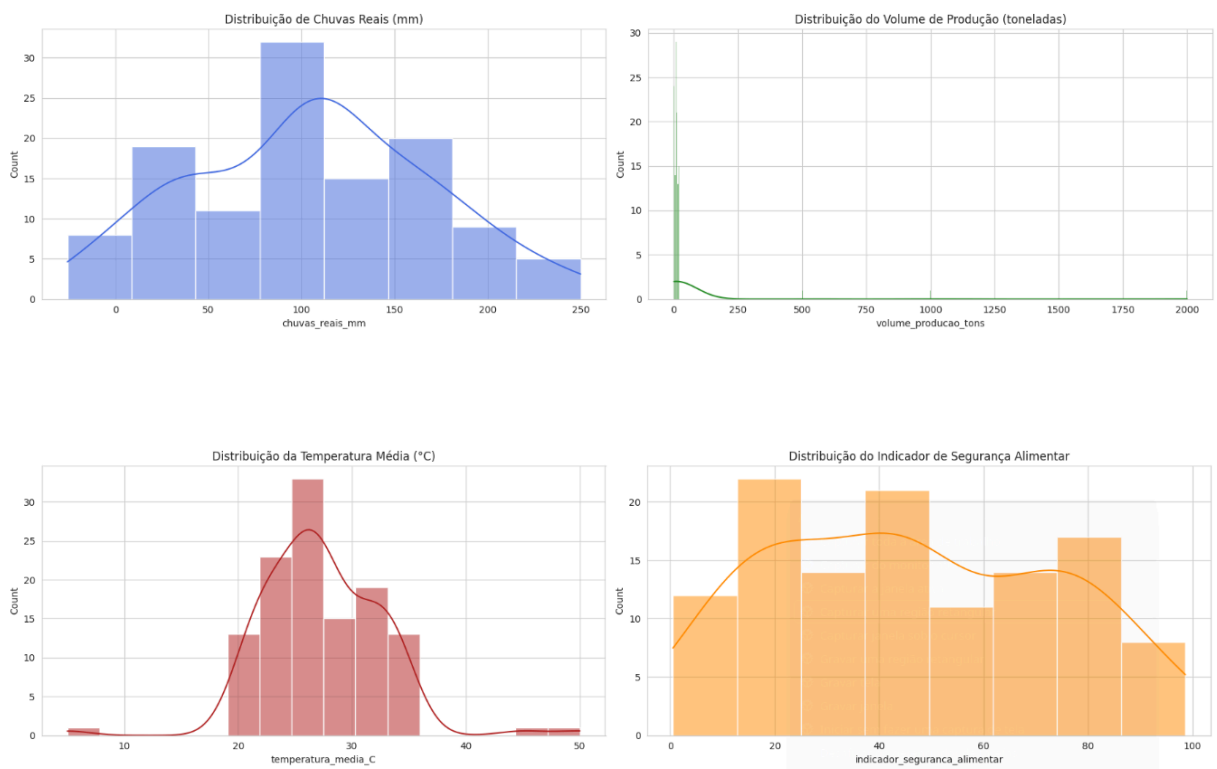 Distribuição de Chuvas Reais (mm)
Count
30
25
20
15
10
5
0
0 50 100 150 200 250
chuvas_reais_mm
Distribuição do Volume de Produção (toneladas)
Count
30
25
20
15
10
5
0
0 250 500 750 1000 1250 1500 1750 2000
volume_producao_tons
Distribuição da Temperatura Média (°C)
Count
30
25
20
15
10
5
0
10 20 30 40 50
temperatura_media_C
Distribuição do Indicador de Segurança Alimentar
Count
20
15
10
5
0
0 20 40 60 80 100
indicador_seguranca_alimentar